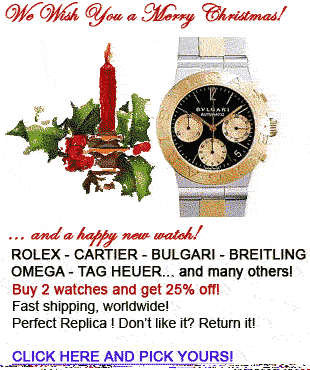 We Wish You a Merry Christmas!
BVLGARI
AUTOMATIC
... and a happy new watch!
ROLEX - CARTIER - BULGARI - BREITLING
OMEGA - TAG HEUER... and many others!
Buy 2 watches and get 25% off!
Fast shipping, worldwide!
Perfect Replica ! Don't like it? Return it!
CLICK HERE AND PICK YOURS!